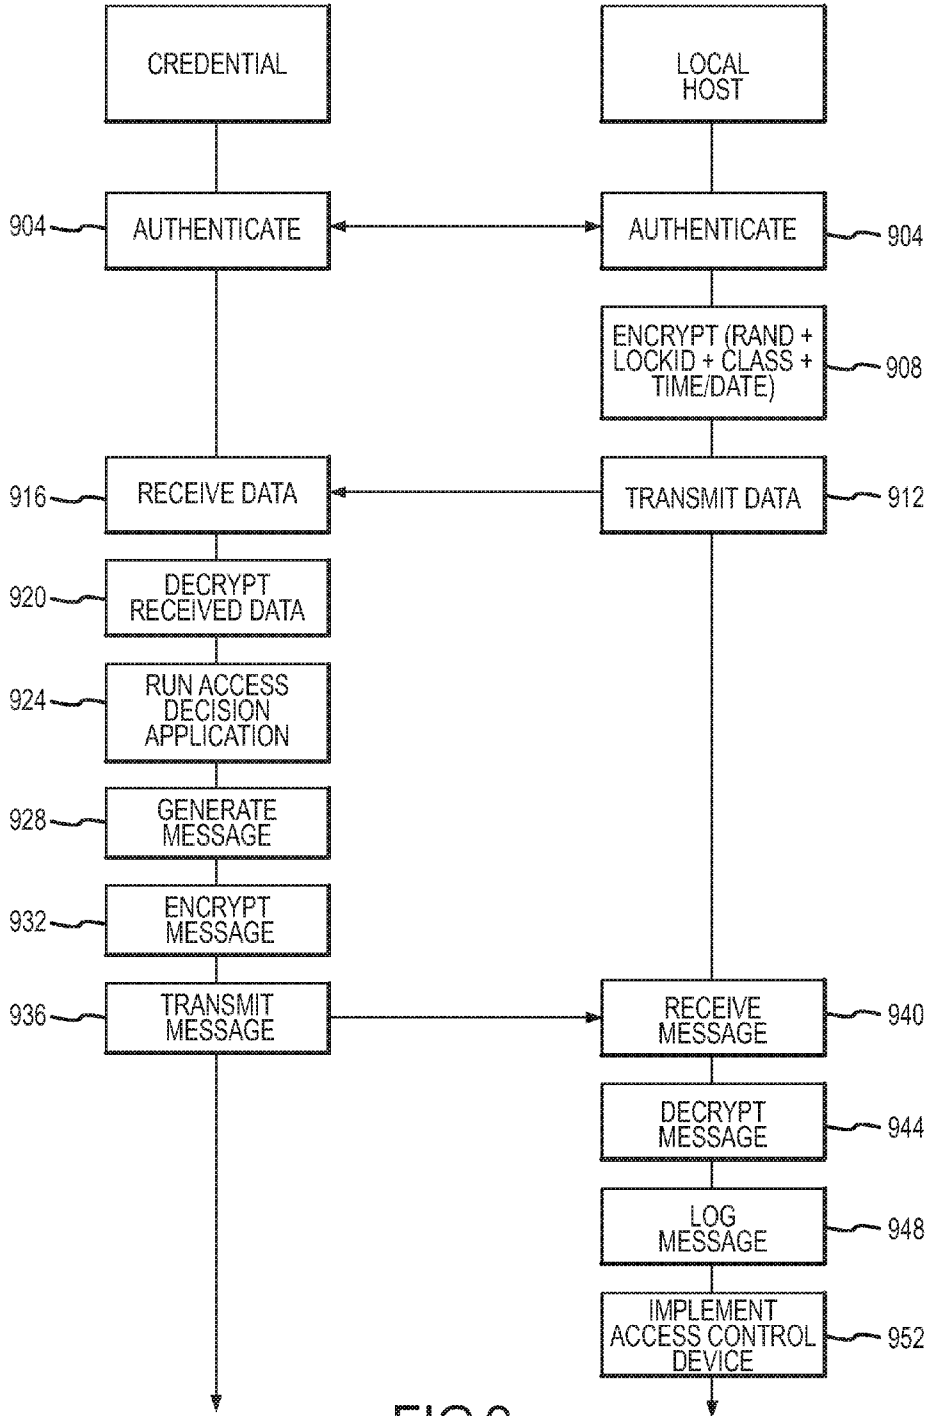 CREDENTIAL
LOCAL
HOST
904
AUTHENTICATE
AUTHENTICATE
904
ENCRYPT (RAND +
LOCKID + CLASS +
TIME/DATE)
908
916
RECEIVE DATA
TRANSMIT DATA
912
920
DECRYPT
RECEIVED DATA
924
RUN ACCESS
DECISION
APPLICATION
928
GENERATE
MESSAGE
932
ENCRYPT
MESSAGE
936
TRANSMIT
MESSAGE
RECEIVE
MESSAGE
940
DECRYPT
MESSAGE
944
LOG
MESSAGE
948
IMPLEMENT
ACCESS CONTROL
DEVICE
952